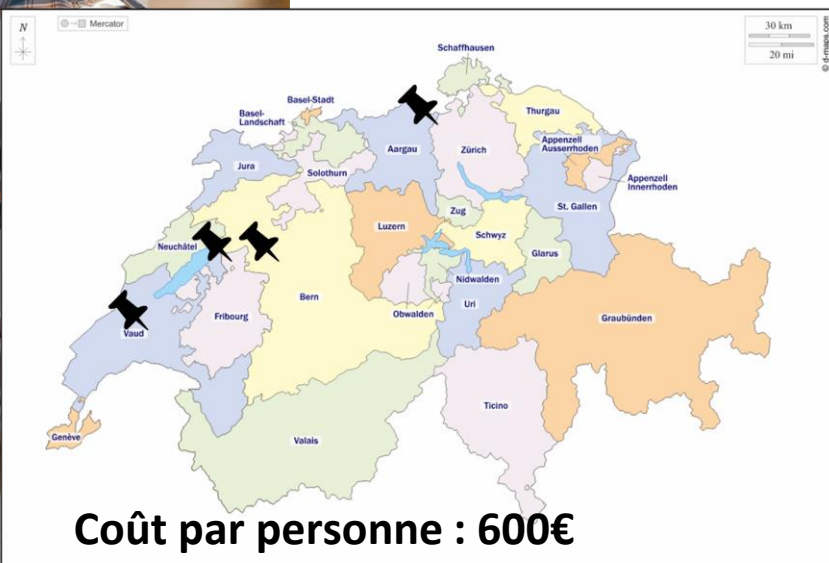 N
Mercator
30 km
20 mi
© d-maps.com
Schaffhausen
Basel-Stadt
Basel-
Landschaft
Thurgau
Aargau
Zürich
Appenzell
Ausserrhoden
Jura
Solothurn
Appenzell
Innerrhoden
Zug
St. Gallen
Luzern
Schwyz
Neuchâtel
Glarus
Nidwalden
Bern
Uri
Obwalden
Fribourg
Graubünden
Vaud
Ticino
Genève
Valais
Coût par personne : 600€